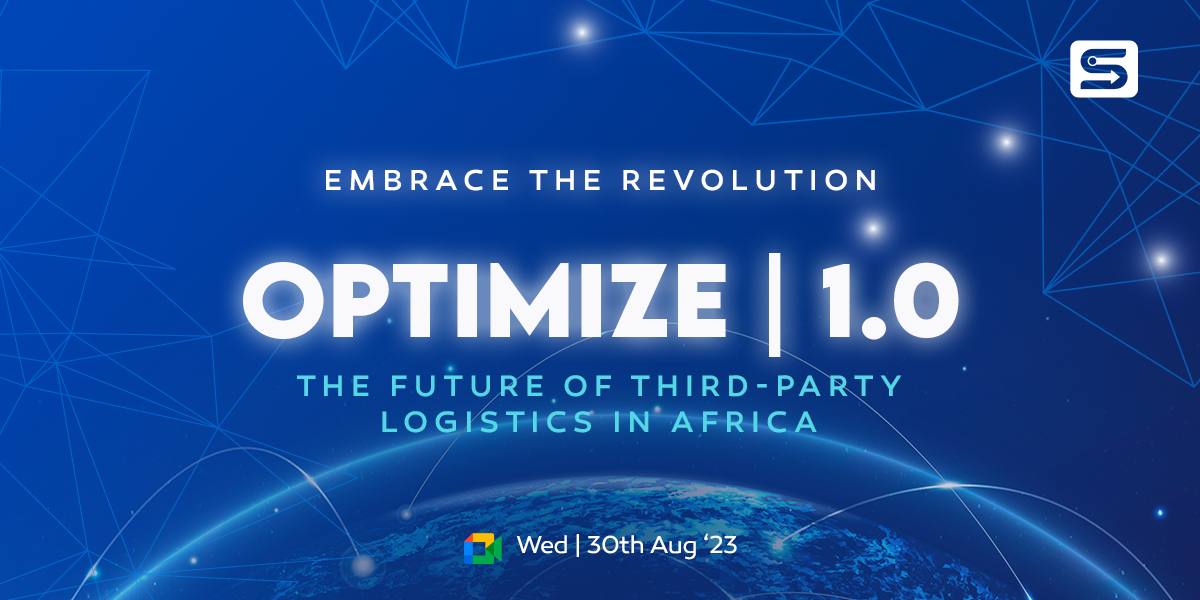 EMBRACE THE REVOLUTION
OPTIMIZE | 1.0
THE FUTURE OF THIRD-PARTY
LOGISTICS IN AFRICA
Wed | 30th Aug ‘23